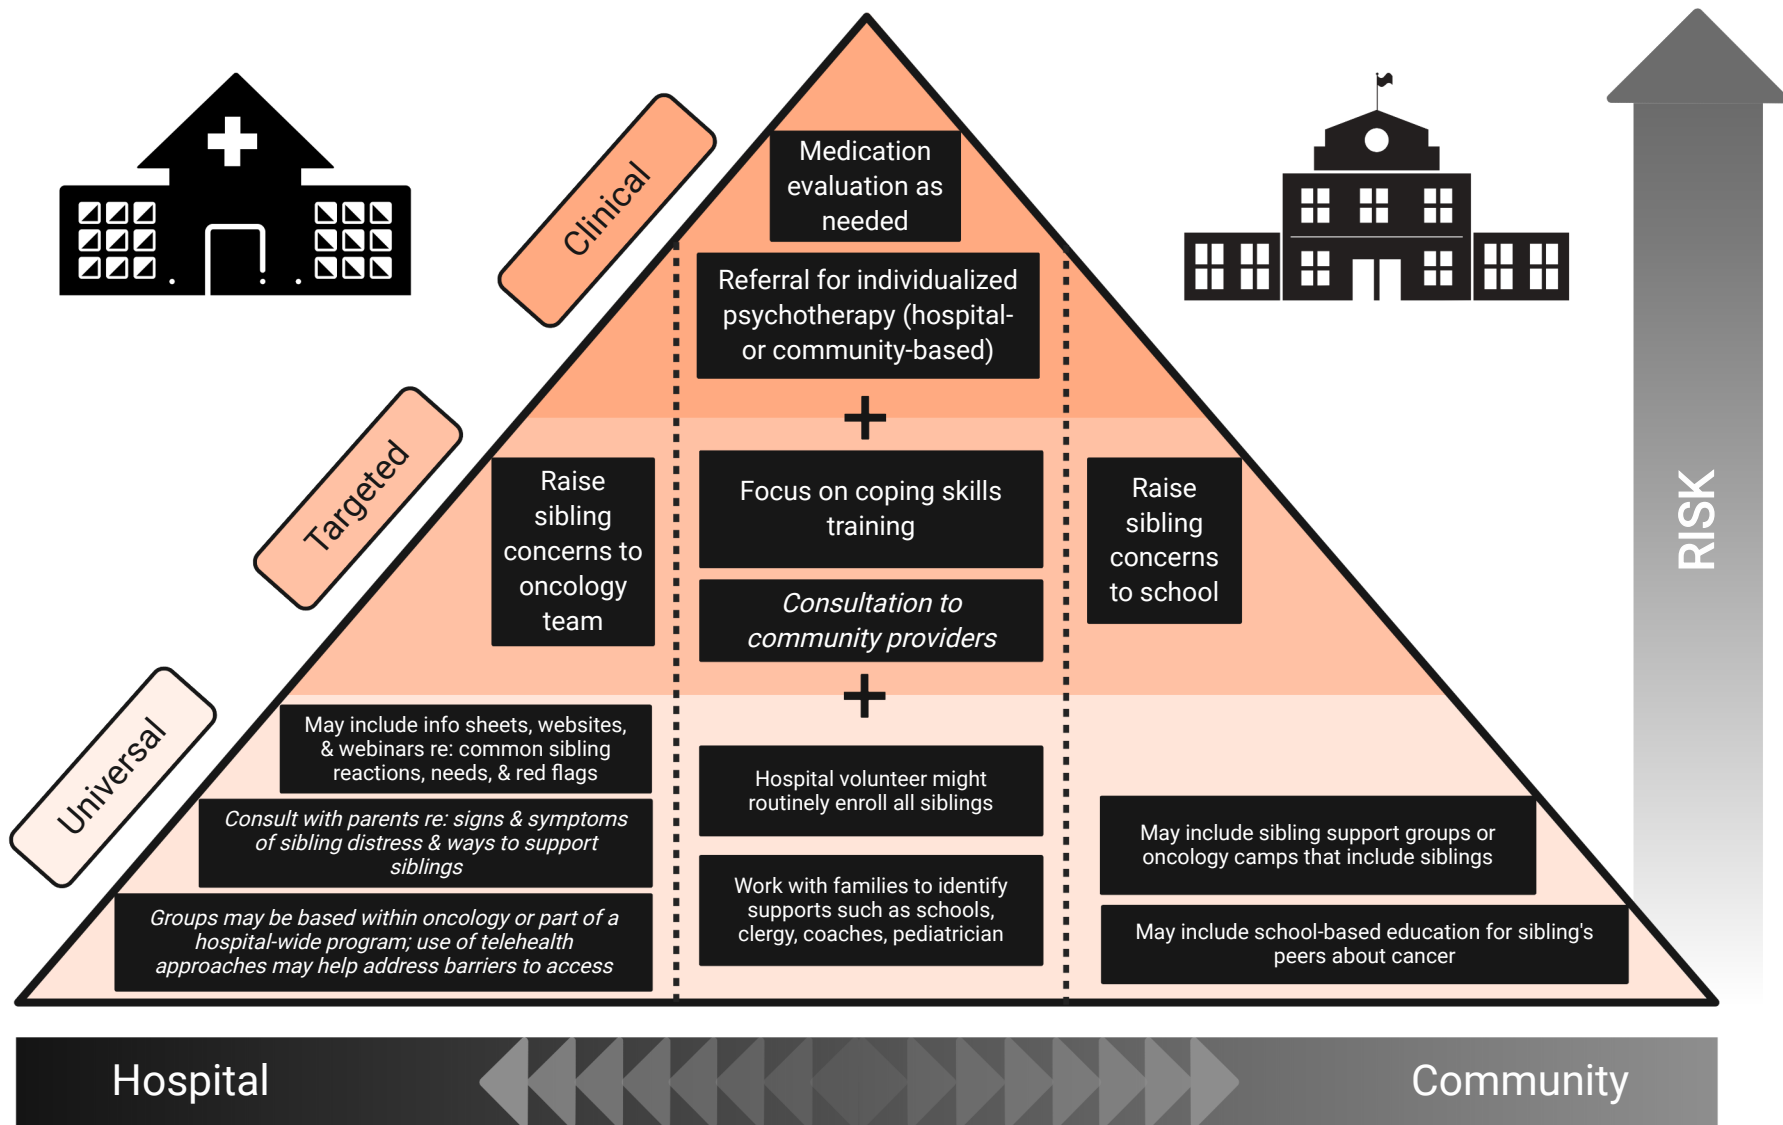 Clinical
Medication
evaluation as
needed
Referral for individualized
psychotherapy (hospital-
or community-based)
+
Targeted
Raise
sibling
concerns to
oncology
team
Focus on coping skills
training
Consultation to
community providers
Raise
sibling
concerns
to school
+
Universal
May include info sheets, websites,
& webinars re: common sibling
reactions, needs, & red flags
Consult with parents re: signs & symptoms
of sibling distress & ways to support
siblings
Groups may be based within oncology or part of a
hospital-wide program; use of telehealth
approaches may help address barriers to access
Hospital volunteer might
routinely enroll all siblings
Work with families to identify
supports such as schools,
clergy, coaches, pediatrician
May include sibling support groups or
oncology camps that include siblings
May include school-based education for sibling's
peers about cancer
RISK
Hospital
Community